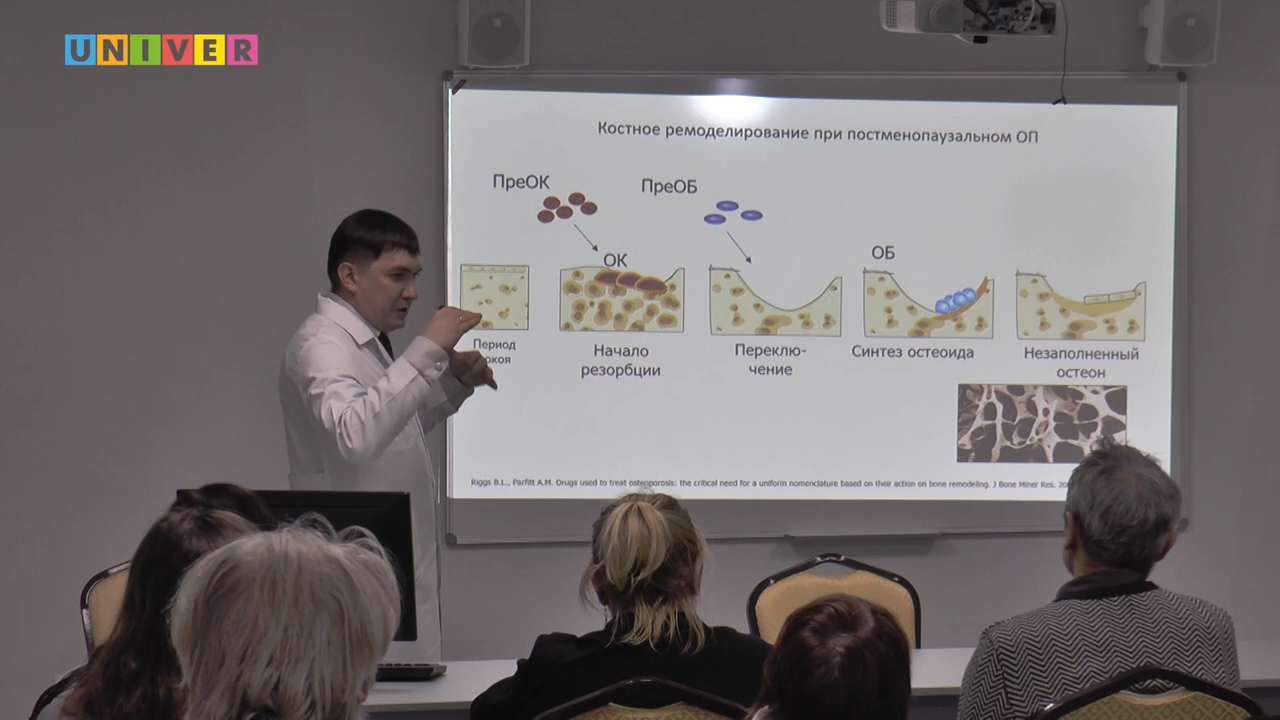 UNIVER
Костное ремоделирование при постменопаузальном ОП
ПреОК
ПреОБ
ОК
ОБ
Период
Начало
резорбции
Переклю-
чение
Синтез остеоида
Незаполненный
остеон
Riggs B.L., Parfitt A.M. Drugs used to treat osteoporosis: the critical need for a uniform nomenclature based on their action on bone remodeling. J Bone Miner Res.